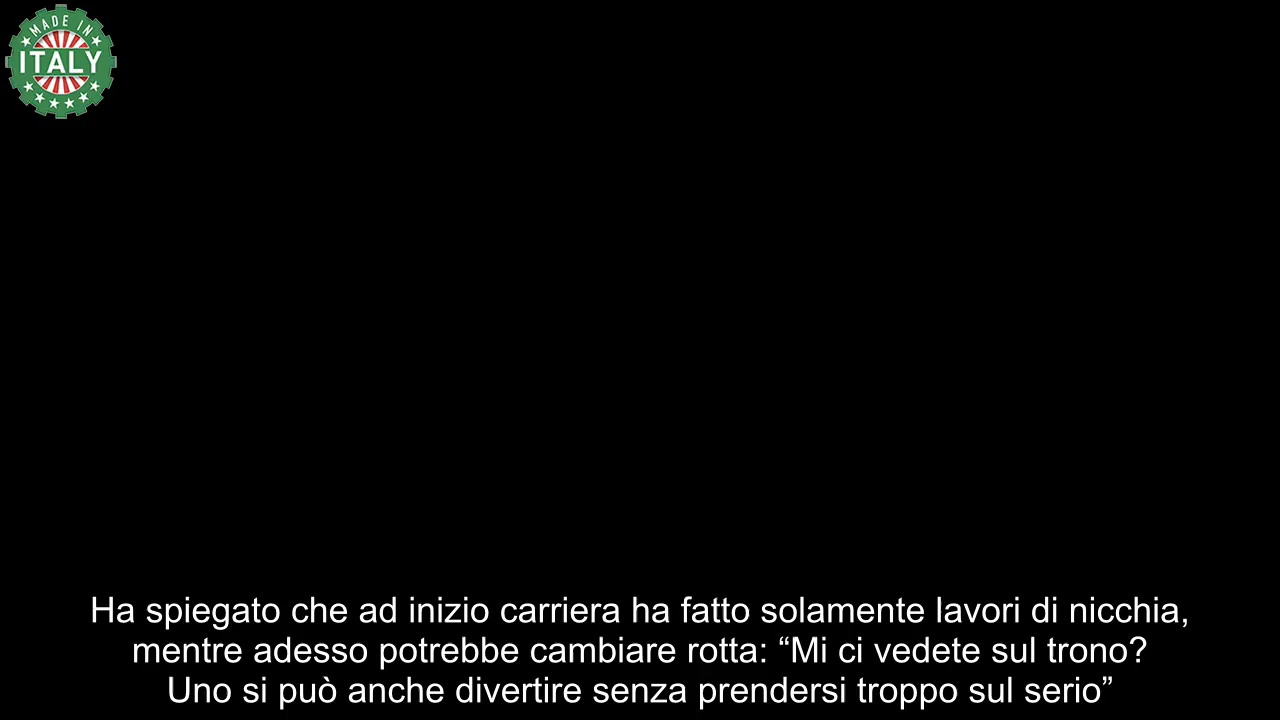 MADE IN
ITALY
Ha spiegato che ad inizio carriera ha fatto solamente lavori di nicchia,
mentre adesso potrebbe cambiare rotta: “Mi ci vedete sul trono?
Uno si può anche divertire senza prendersi troppo sul serio”